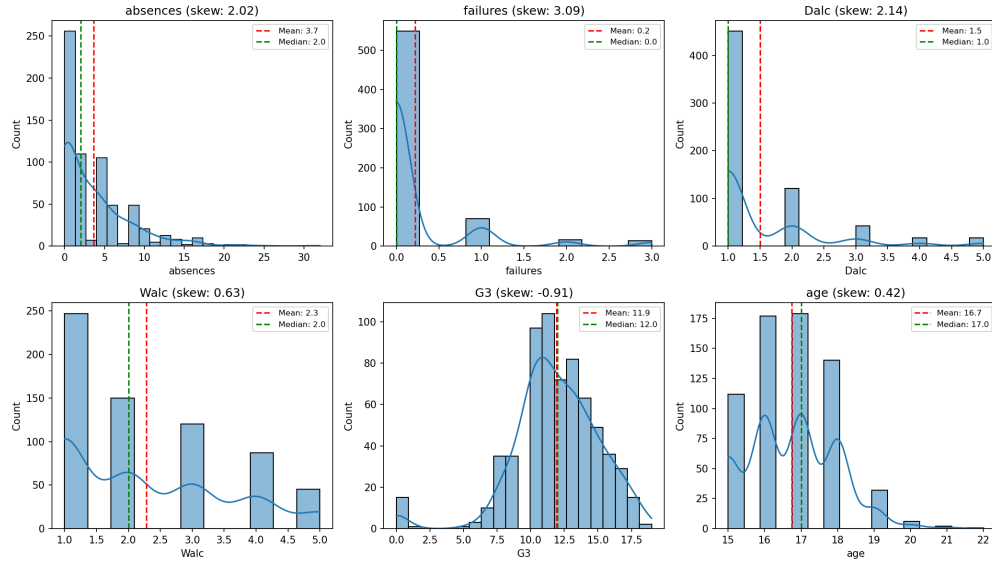 absences (skew: 2.02)
Mean: 3.7
Median: 2.0
250
200
150
100
50
0
Count
0
5
10
15
20
25
30
absences
failures (skew: 3.09)
Mean: 0.2
Median: 0.0
500
400
300
200
100
0
Count
0.0
0.5
1.0
1.5
2.0
2.5
3.0
failures
Dalc (skew: 2.14)
Mean: 1.5
Median: 1.0
400
300
200
100
0
Count
1.0
1.5
2.0
2.5
3.0
3.5
4.0
4.5
5.0
Dalc
Walc (skew: 0.63)
Mean: 2.3
Median: 2.0
250
200
150
100
50
0
Count
1.0
1.5
2.0
2.5
3.0
3.5
4.0
4.5
5.0
Walc
G3 (skew: -0.91)
Mean: 11.9
Median: 12.0
100
80
60
40
20
0
Count
0.0
2.5
5.0
7.5
10.0
12.5
15.0
17.5
G3
age (skew: 0.42)
Mean: 16.7
Median: 17.0
175
150
125
100
75
50
25
0
Count
15
16
17
18
19
20
21
22
age